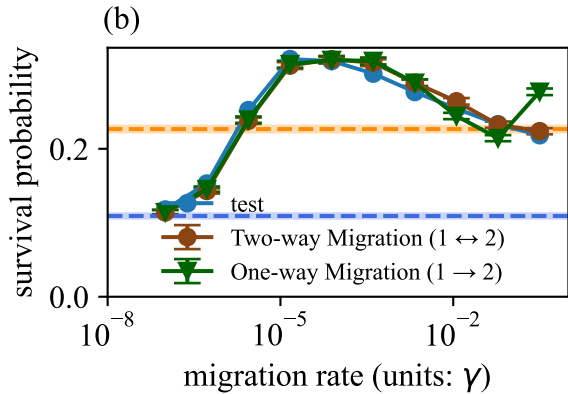 (b)
survival probability
0.2
0.0
test
Two-way Migration (1 ↔ 2)
One-way Migration (1 → 2)
10⁻⁸
10⁻⁵
10⁻²
migration rate (units: γ)